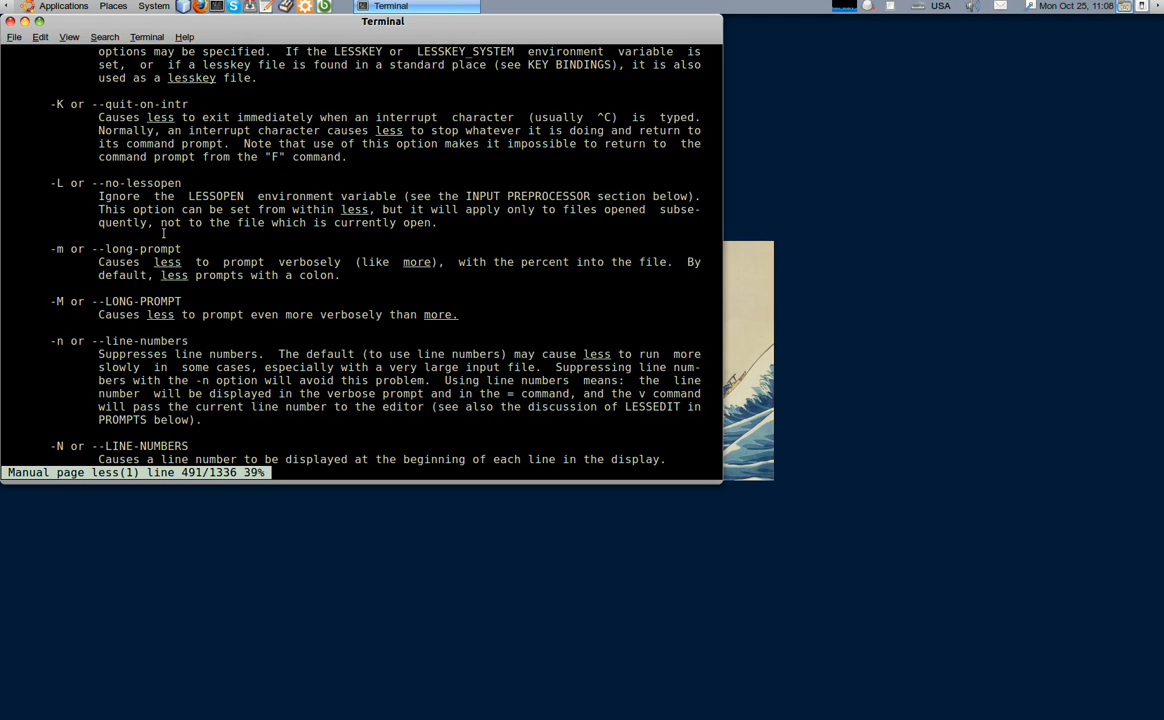 Applications Places System Terminal USA Mon Oct 25, 11:08
Terminal
File Edit View Search Terminal Help
options may be specified. If the LESSKEY or LESSKEY_SYSTEM environment variable is
set, or if a lesskey file is found in a standard place (see KEY BINDINGS), it is also
used as a lesskey file.
-K or --quit-on-intr
Causes less to exit immediately when an interrupt character (usually ^C) is typed.
Normally, an interrupt character causes less to stop whatever it is doing and return to
its command prompt. Note that use of this option makes it impossible to return to the
command prompt from the "F" command.
-L or --no-lessopen
Ignore the LESSOPEN environment variable (see the INPUT PREPROCESSOR section below).
This option can be set from within less, but it will apply only to files opened subse-
quently, not to the file which is currently open.
-m or --long-prompt
Causes less to prompt verbosely (like more), with the percent into the file. By
default, less prompts with a colon.
-M or --LONG-PROMPT
Causes less to prompt even more verbosely than more.
-n or --line-numbers
Suppresses line numbers. The default (to use line numbers) may cause less to run more
slowly in some cases, especially with a very large input file. Suppressing line num-
bers with the -n option will avoid this problem. Using line numbers means: the line
number will be displayed in the verbose prompt and in the = command, and the v command
will pass the current line number to the editor (see also the discussion of LESSEDIT in
PROMPTS below).
-N or --LINE-NUMBERS
Causes a line number to be displayed at the beginning of each line in the display.
Manual page less(1) line 491/1336 39%